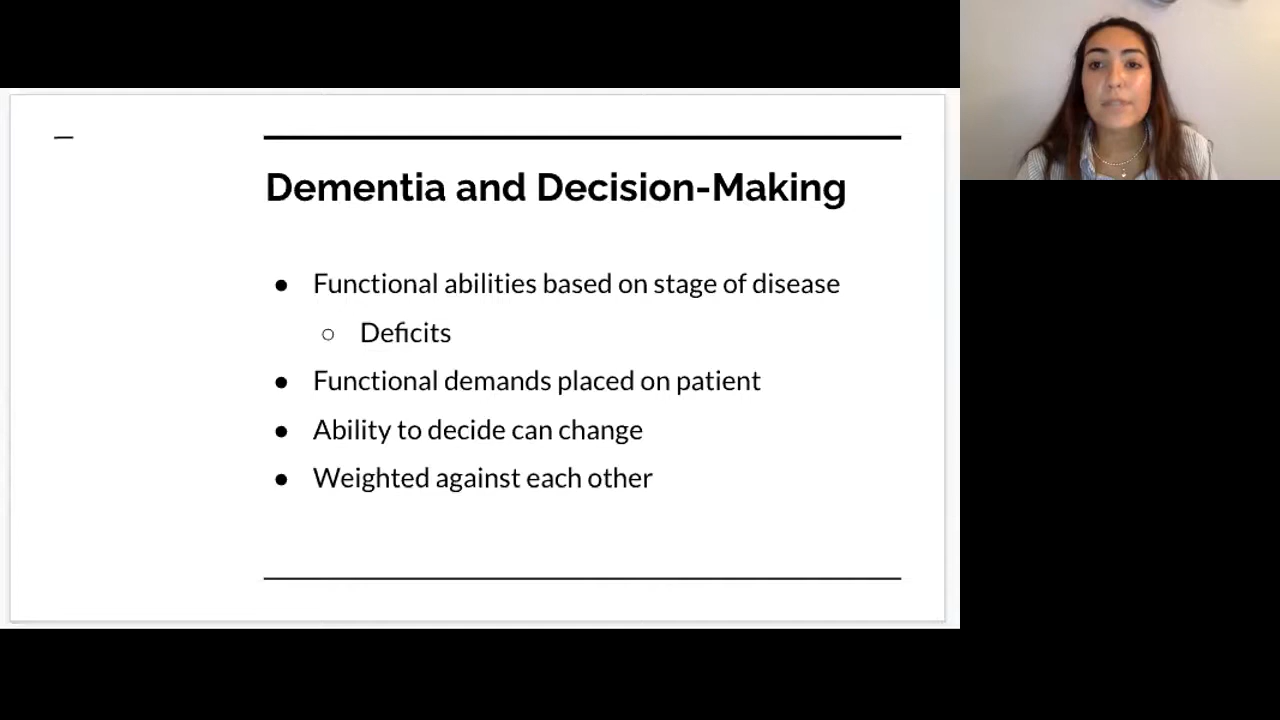 Dementia and Decision-Making
● Functional abilities based on stage of disease
○ Deficits
● Functional demands placed on patient
● Ability to decide can change
● Weighted against each other